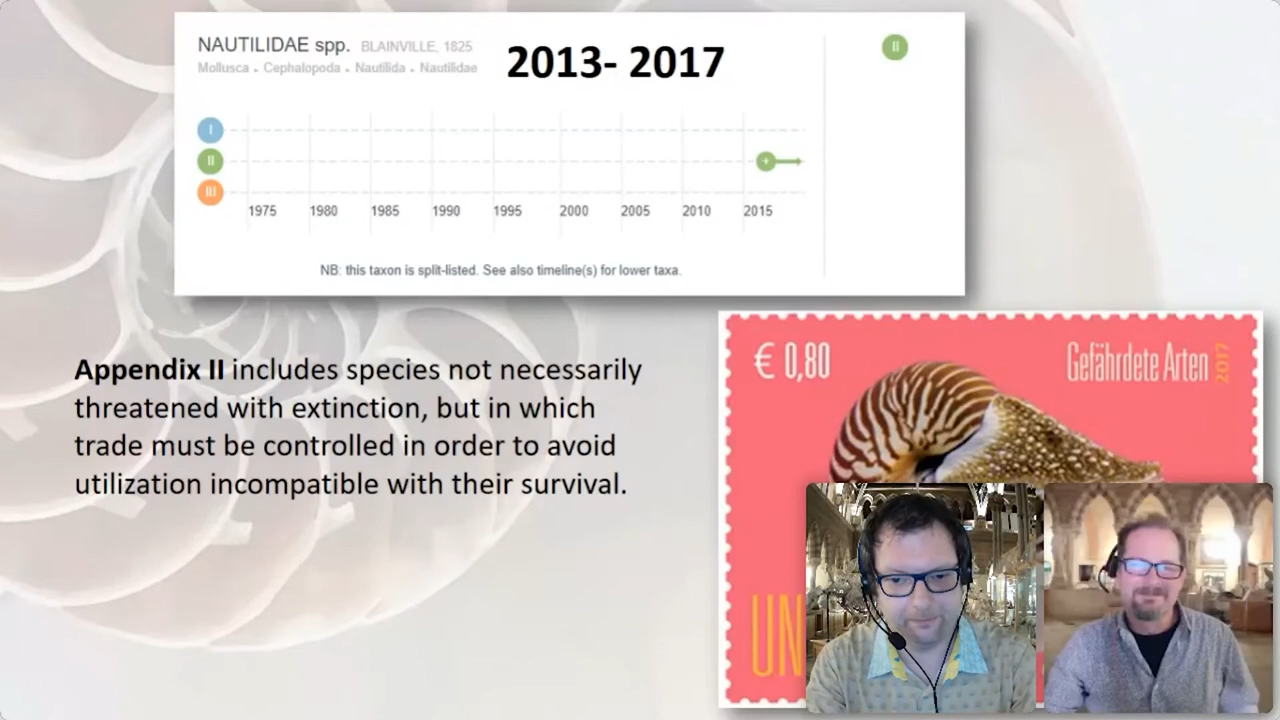 NAUTILIDAE spp. BLAINVILLE, 1825
Mollusca . Cephalopoda . Nautilida . Nautilidae
2013- 2017
II
I
II
III
+
1975 1980 1985 1990 1995 2000 2005 2010 2015
NB: this taxon is split-listed. See also timeline(s) for lower taxa.
Appendix II includes species not necessarily
threatened with extinction, but in which
trade must be controlled in order to avoid
utilization incompatible with their survival.
€ 0,80
Gefährdete Arten
2017
UN